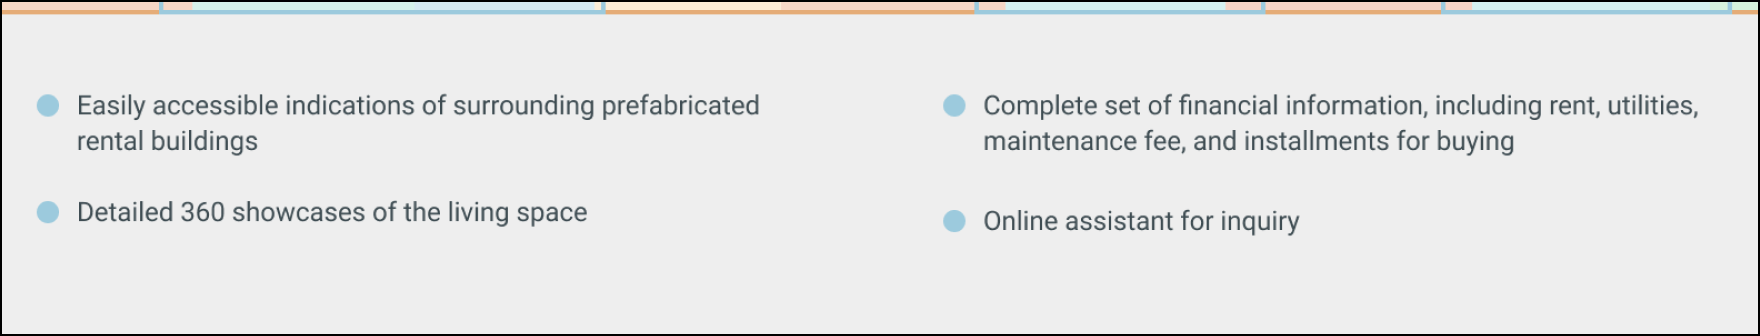 Easily accessible indications of surrounding prefabricated
rental buildings
Detailed 360 showcases of the living space
Complete set of financial information, including rent, utilities,
maintenance fee, and installments for buying
Online assistant for inquiry